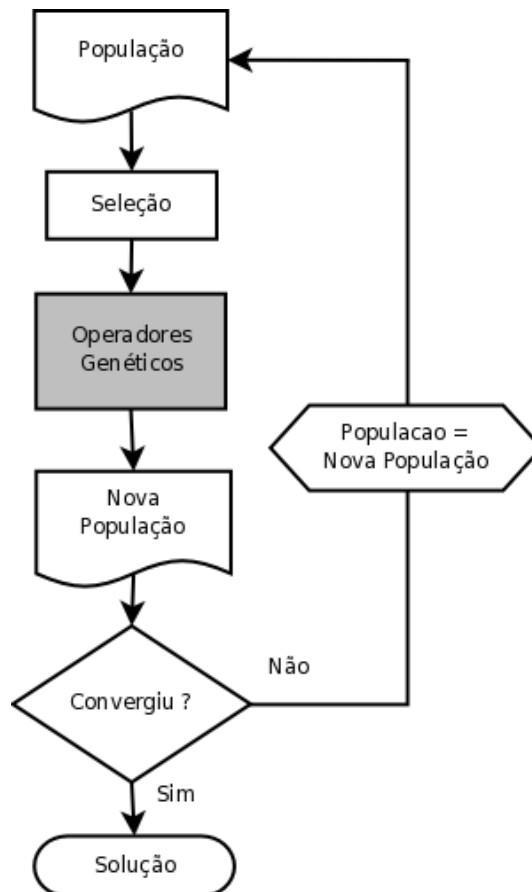 População
Seleção
Operadores
Genéticos
Populacao =
Nova População
Nova
População
Não
Convergiu ?
Sim
Solução